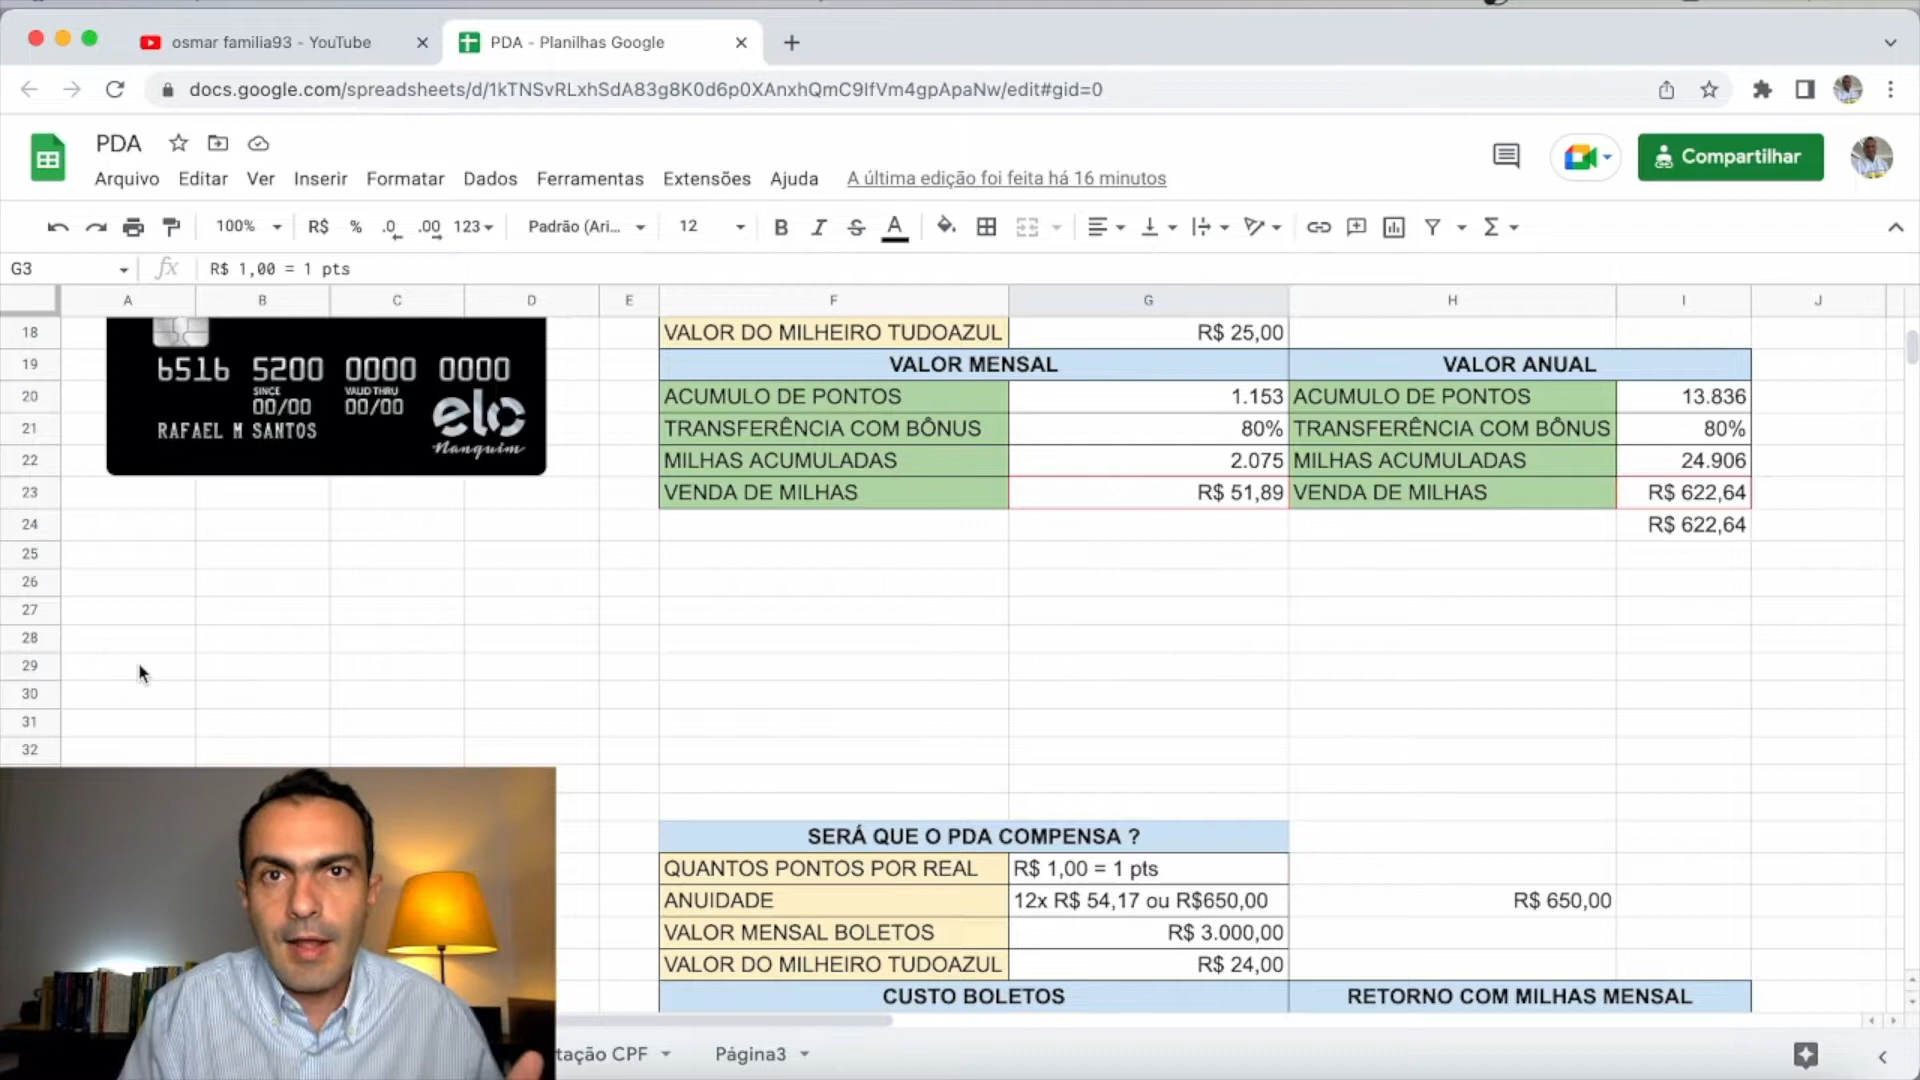 osmar familia93 - YouTube
PDA - Planilhas Google
docs.google.com/spreadsheets/d/1kTNSvRLxhSdA83g8K0d6p0XAnxhQmC9IfVm4gpApaNw/edit#gid=0
PDA
Arquivo Editar Ver Inserir Formatar Dados Ferramentas Extensões Ajuda A última edição foi feita há 16 minutos
Compartilhar
100% R$ % .0 .00 123 Padrão (Ari... 12 B I S A
G3 fx R$ 1,00 = 1 pts
A B C D E F G H I J
18 VALOR DO MILHEIRO TUDOAZUL R$ 25,00
19 VALOR MENSAL VALOR ANUAL
20 ACUMULO DE PONTOS 1.153 ACUMULO DE PONTOS 13.836
21 TRANSFERÊNCIA COM BÔNUS 80% TRANSFERÊNCIA COM BÔNUS 80%
22 MILHAS ACUMULADAS 2.075 MILHAS ACUMULADAS 24.906
23 VENDA DE MILHAS R$ 51,89 VENDA DE MILHAS R$ 622,64
24 R$ 622,64
25
26
27
28
29
30
31
32
6516 5200 0000 0000
SINCE VALID THRU
00/00 00/00
RAFAEL M SANTOS
elo
Nanquim
SERÁ QUE O PDA COMPENSA ?
QUANTOS PONTOS POR REAL R$ 1,00 = 1 pts
ANUIDADE 12x R$ 54,17 ou R$650,00 R$ 650,00
VALOR MENSAL BOLETOS R$ 3.000,00
VALOR DO MILHEIRO TUDOAZUL R$ 24,00
CUSTO BOLETOS RETORNO COM MILHAS MENSAL
tação CPF Página3